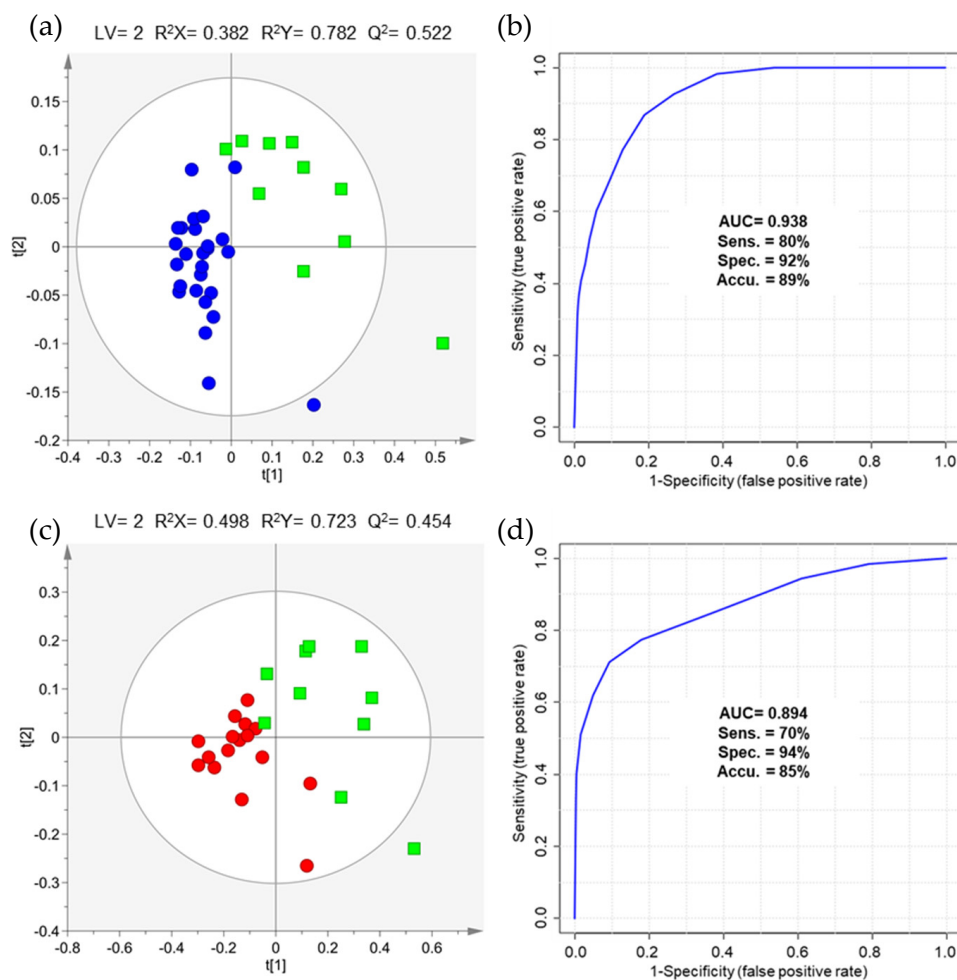 (a)
LV= 2 R²X= 0.382 R²Y= 0.782 Q²= 0.522
0.15
0.1
0.05
0
-0.05
-0.1
-0.15
-0.2
t[2]
-0.4 -0.3 -0.2 -0.1 0 0.1 0.2 0.3 0.4 0.5
t[1]
(b)
1.0
0.8
0.6
0.4
0.2
0.0
Sensitivity (true positive rate)
AUC= 0.938
Sens. = 80%
Spec. = 92%
Accu. = 89%
0.0 0.2 0.4 0.6 0.8 1.0
1-Specificity (false positive rate)
(c)
LV= 2 R²X= 0.498 R²Y= 0.723 Q²= 0.454
0.3
0.2
0.1
0
-0.1
-0.2
-0.3
-0.4
t[2]
-0.8 -0.6 -0.4 -0.2 0 0.2 0.4 0.6
t[1]
(d)
1.0
0.8
0.6
0.4
0.2
0.0
Sensitivity (true positive rate)
AUC= 0.894
Sens. = 70%
Spec. = 94%
Accu. = 85%
0.0 0.2 0.4 0.6 0.8 1.0
1-Specificity (false positive rate)